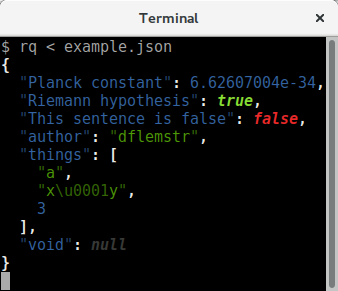 Terminal
$ rq < example.json
{
  "Planck constant": 6.62607004e-34,
  "Riemann hypothesis": true,
  "This sentence is false": false,
  "author": "dflemstr",
  "things": [
    "a",
    "x\u0001y",
    3
  ],
  "void": null
}